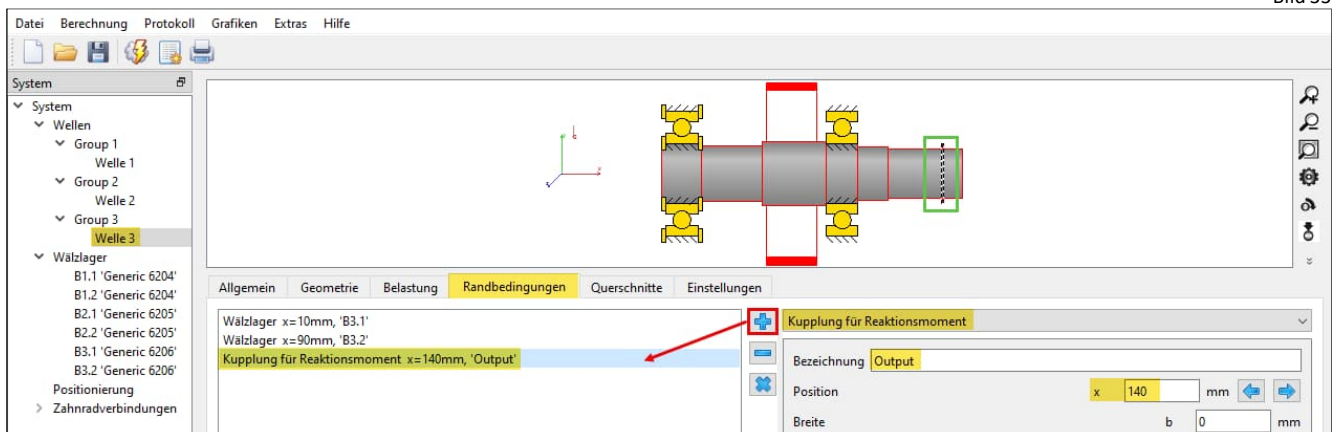 Datei Berechnung Protokoll Grafiken Extras Hilfe
System
System
Wellen
Group 1
Welle 1
Group 2
Welle 2
Group 3
Welle 3
Wälzlager
B1.1 'Generic 6204'
B1.2 'Generic 6204'
B2.1 'Generic 6205'
B2.2 'Generic 6205'
B3.1 'Generic 6206'
B3.2 'Generic 6206'
Positionierung
Zahnradverbindungen
Allgemein Geometrie Belastung Randbedingungen Querschnitte Einstellungen
Wälzlager x=10mm, 'B3.1'
Wälzlager x=90mm, 'B3.2'
Kupplung für Reaktionsmoment x=140mm, 'Output'
Kupplung für Reaktionsmoment
Bezeichnung Output
Position x 140 mm
Breite b 0 mm